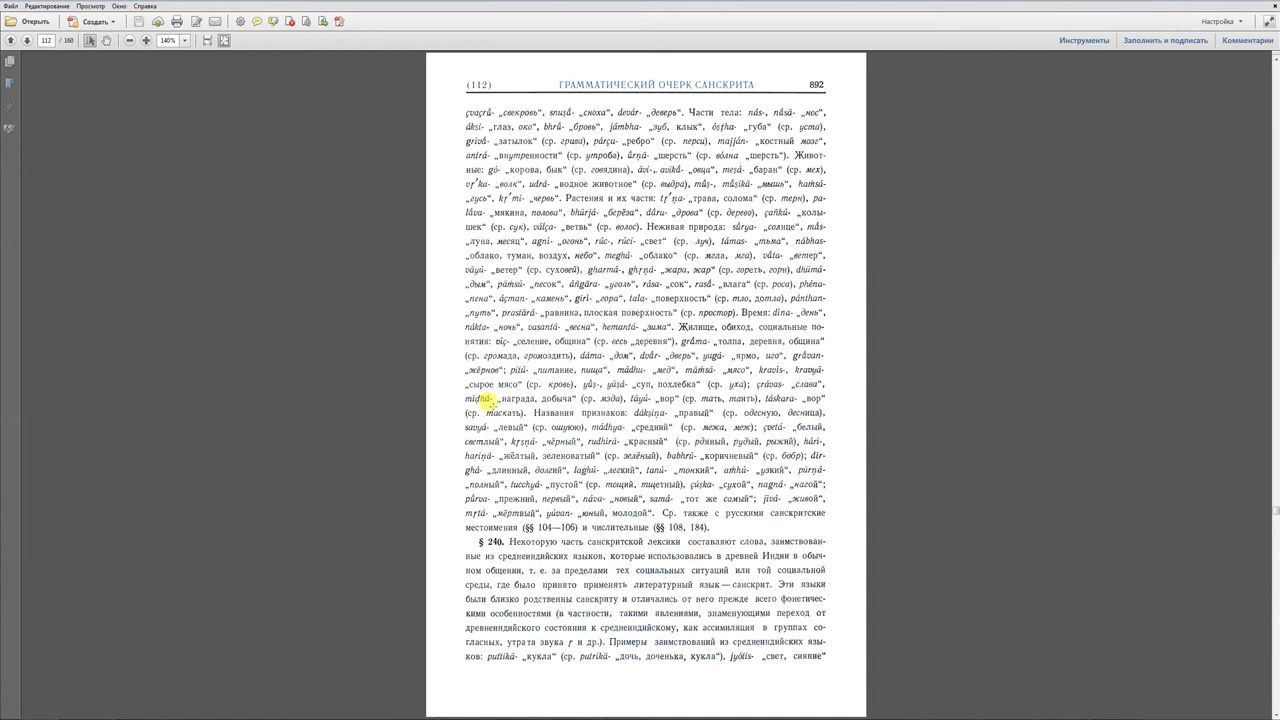 Файл Редактирование Просмотр Окно Справка
Открыть Создать Настройка
112 / 160 140% Инструменты Заполнить и подписать Комментарии
(112) ГРАММАТИЧЕСКИЙ ОЧЕРК САНСКРИТА 892
çvaçrū́- „свекровь“, snuṣā́- „сноха“, devár- „деверь“. Части тела: nás-, nā́sā- „нос“,
ákṣi- „глаз, око“, bhrū́- „бровь“, jámbha- „зуб, клык“, óṣṭha- „губа“ (ср. уста),
grīvā́- „затылок“ (ср. грива), párçu- „ребро“ (ср. перси), majján- „костный мозг“,
antrá- „внутренности“ (ср. утроба), ū́rṇā- „шерсть“ (ср. во́лна „шерсть“). Живот-
ные: gó- „корова, бык“ (ср. говядина), ávi-, avikā́- „овца“, meṣá- „баран“ (ср. мех),
vṛ́ka- „волк“, udrá- „водное животное“ (ср. выдра), mū́ṣ-, mū́ṣikā- „мышь“, haṁsá-
„гусь“, kṛ́mi- „червь“. Растения и их части: tṛ́ṇa- „трава, солома“ (ср. терн), pa-
lā́va- „мякина, полова“, bhūrjá- „берёза“, dā́ru- „дрова“ (ср. дерево), çañkú- „колы-
шек“ (ср. сук), válça- „ветвь“ (ср. волос). Неживая природа: sū́rya- „солнце“, mā́s-
„луна, месяц“, agní- „огонь“, rúc-, rúci- „свет“ (ср. луч), támas- „тьма“, nábhas-
„облако, туман, воздух, небо“, meghá- „облако“ (ср. мгла, мга), vā́ta- „ветер“,
vāyú- „ветер“ (ср. суховей), gharmá-, ghṛṇá- „жара, жар“ (ср. гореть, горн), dhūmá-
„дым“, pāṁsú- „песок“, áñgāra- „уголь“, rása- „сок“, rasā́- „влага“ (ср. роса), phéna-
„пена“, áçman- „камень“, girí- „гора“, tala- „поверхность“ (ср. тло, дотла), pánthan-
„путь“, prastārá- „равнина, плоская поверхность“ (ср. простор). Время: dína- „день“,
nákta- „ночь“, vasantá- „весна“, hemantá- „зима“. Жилище, обиход, социальные по-
нятия: víç- „селение, община“ (ср. весь „деревня“), grā́ma- „толпа, деревня, община“
(ср. громада, громоздить), dáma- „дом“, dvā́r- „дверь“, yugá- „ярмо, иго“, grā́van-
„жёрнов“; pitú- „питание, пища“, mádhu- „мед“, māṁsá- „мясо“, kravís-, kravyá-
„сырое мясо“ (ср. кровь), yū́ṣ-, yūṣá- „суп, похлебка“ (ср. уха); çrávas- „слава“,
mīḍhá- „награда, добыча“ (ср. мзда), tāyú- „вор“ (ср. тать, таить), táskara- „вор“
(ср. таскать). Названия признаков: dákṣiṇa- „правый“ (ср. одесную, десница),
savyá- „левый“ (ср. ошуюю), mádhya- „средний“ (ср. межа, меж); çvetá- „белый,
светлый“, kṛṣṇá- „чёрный“, rudhirá- „красный“ (ср. рдяный, рудый, рыжий), hári-,
hariṇá- „жёлтый, зеленоватый“ (ср. зелёный), babhrú- „коричневый“ (ср. бобр); dīr-
ghá- „длинный, долгий“, laghú- „легкий“, tanú- „тонкий“, aṁhú- „узкий“, pūrṇá-
„полный“, tucchyá- „пустой“ (ср. тощий, тщетный), çúṣka- „сухой“, nagná- „нагой“;
pū́rva- „прежний, первый“, náva- „новый“, samá- „тот же самый“; jīvá- „живой“,
mṛtá- „мёртвый“, yúvan- „юный, молодой“. Ср. также с русскими санскритские
местоимения (§§ 104—106) и числительные (§§ 108, 184).
§ 240. Некоторую часть санскритской лексики составляют слова, заимствован-
ные из среднеиндийских языков, которые использовались в древней Индии в обыч-
ном общении, т. е. за пределами тех социальных ситуаций или той социальной
среды, где было принято применять литературный язык — санскрит. Эти языки
были близко родственны санскриту и отличались от него прежде всего фонетичес-
кими особенностями (в частности, такими явлениями, знаменующими переход от
древнеиндийского состояния к среднеиндийскому, как ассимиляция в группах со-
гласных, утрата звука ṛ и др.). Примеры заимствований из среднеиндийских язы-
ков: puttikā- „кукла“ (ср. putrikā- „дочь, доченька, кукла“), jyótis- „свет, сияние“